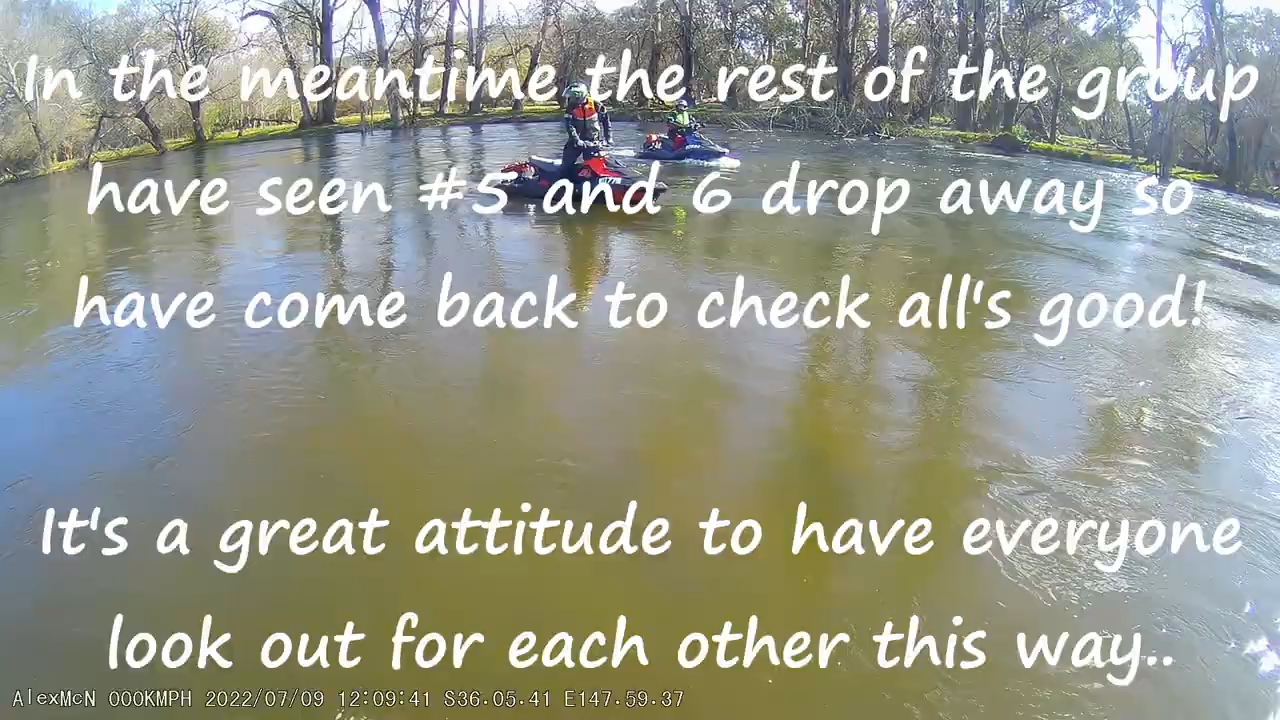 In the meantime the rest of the group
have seen #5 and 6 drop away so
have come back to check all's good!
It's a great attitude to have everyone
look out for each other this way..
AlexMcN 000KMPH 2022/07/09 12:09:41 S36.05.41 E147.59.37